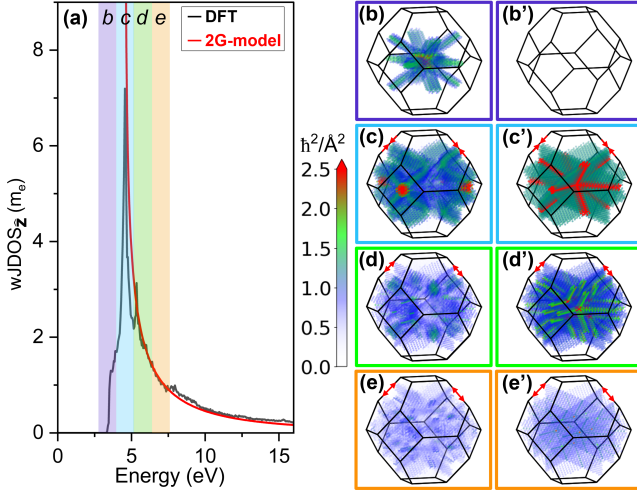 (a)
b c d e
DFT
2G-model
wJDOS_ẑ (mₑ)
8
6
4
2
0
0 5 10 15
Energy (eV)
ħ²/Å²
2.5
2.0
1.5
1.0
0.5
0.0
(b)
(b')
(c)
(c')
(d)
(d')
(e)
(e')